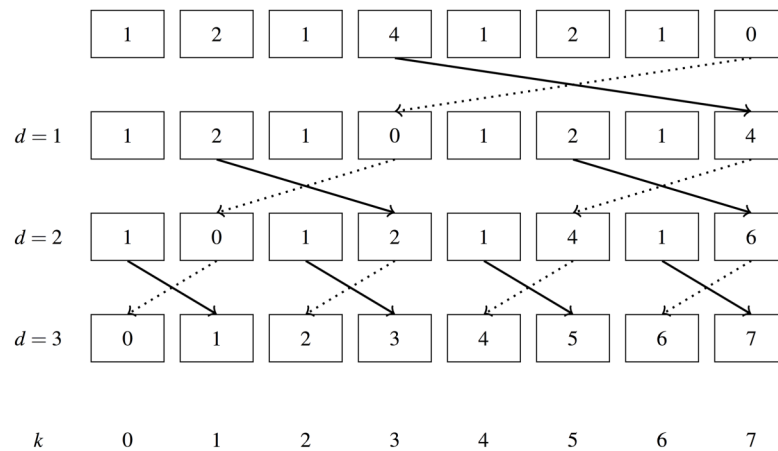 1 2 1 4 1 2 1 0
d = 1 1 2 1 0 1 2 1 4
d = 2 1 0 1 2 1 4 1 6
d = 3 0 1 2 3 4 5 6 7
k 0 1 2 3 4 5 6 7